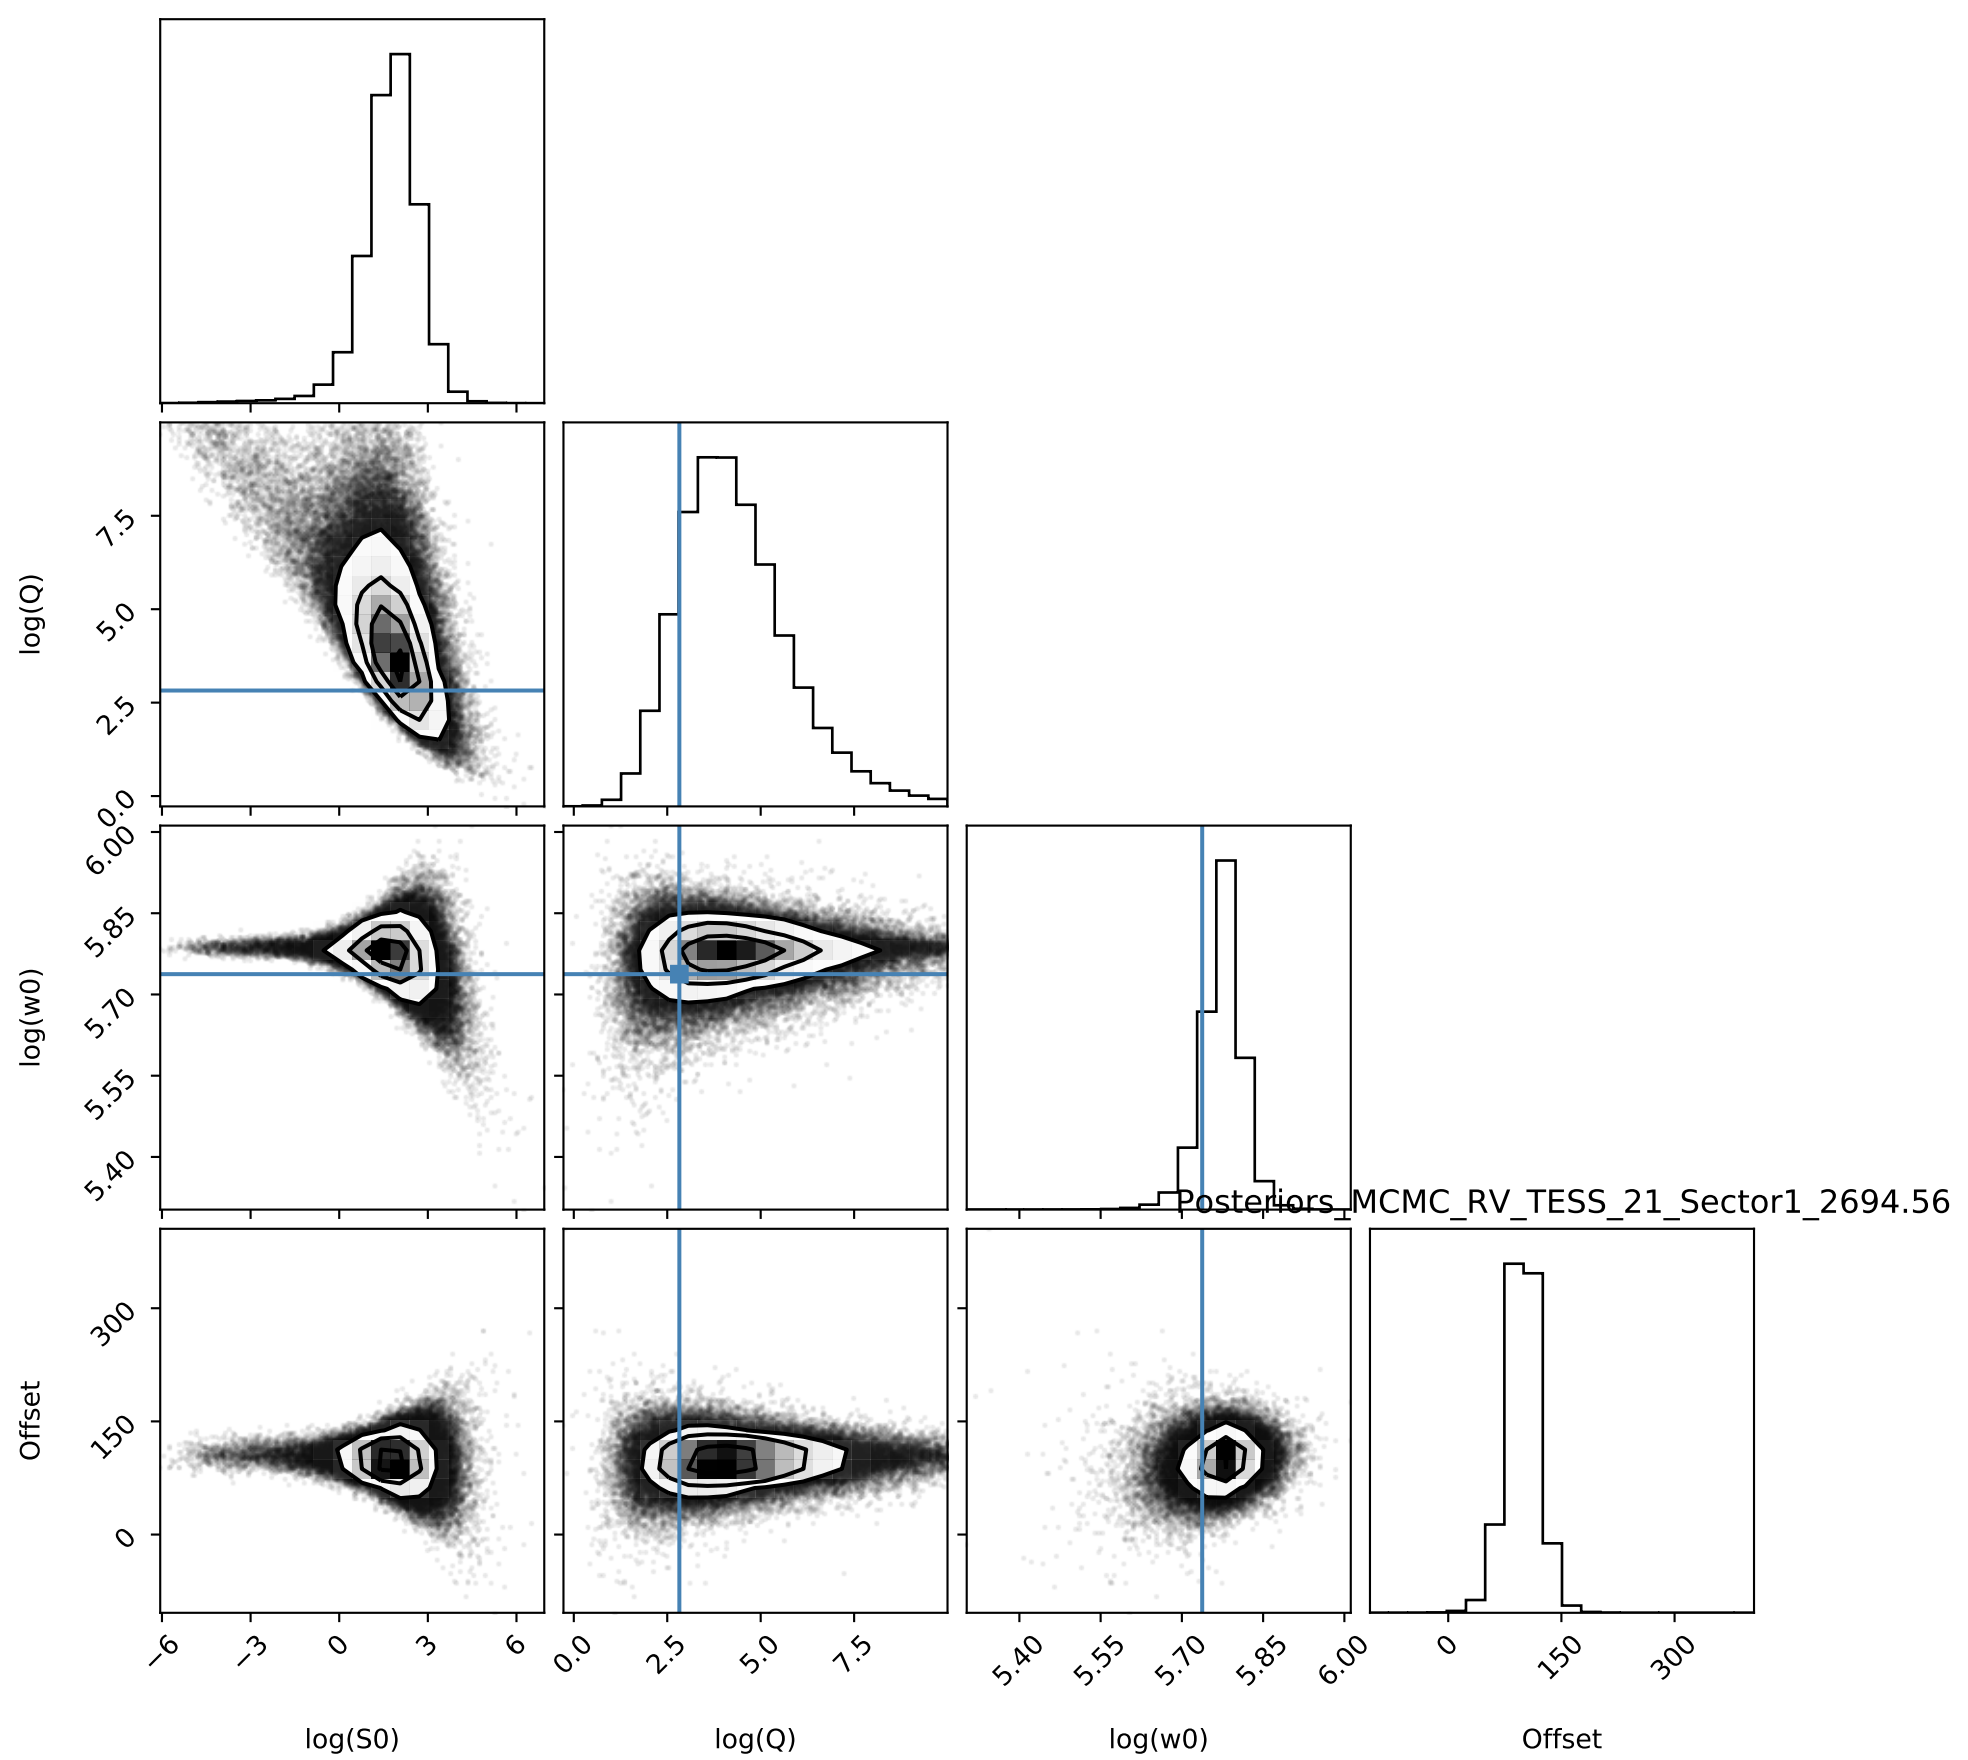 log(Q)
7.5
5.0
2.5
0.0
log(w0)
6.00
5.85
5.70
5.55
5.40
Posteriors_MCMC_RV_TESS_21_Sector1_2694.56
Offset
300
150
0
−6 −3 0 3 6 0.0 2.5 5.0 7.5 5.40 5.55 5.70 5.85 6.00 0 150 300
log(S0) log(Q) log(w0) Offset